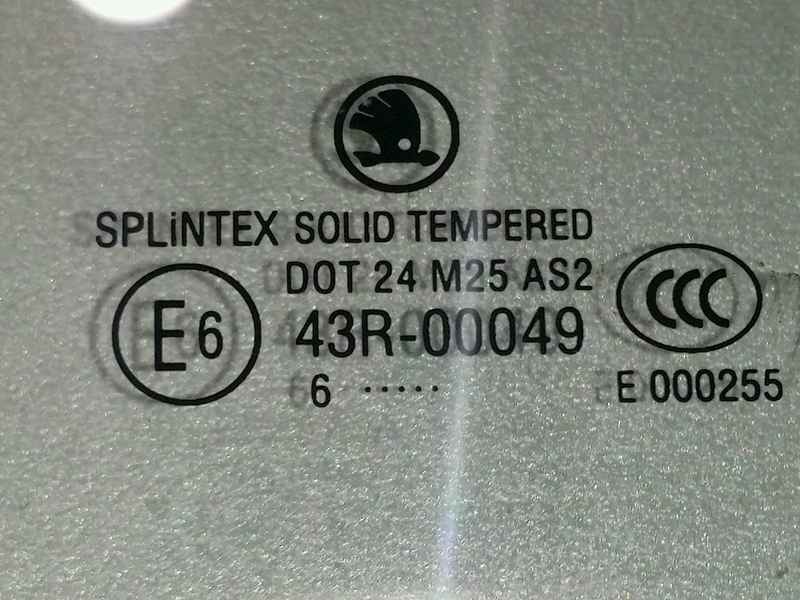 SPLiNTEX SOLID TEMPERED
DOT 24 M25 AS2
E6 43R-00049 CCC
6 ..... E 000255